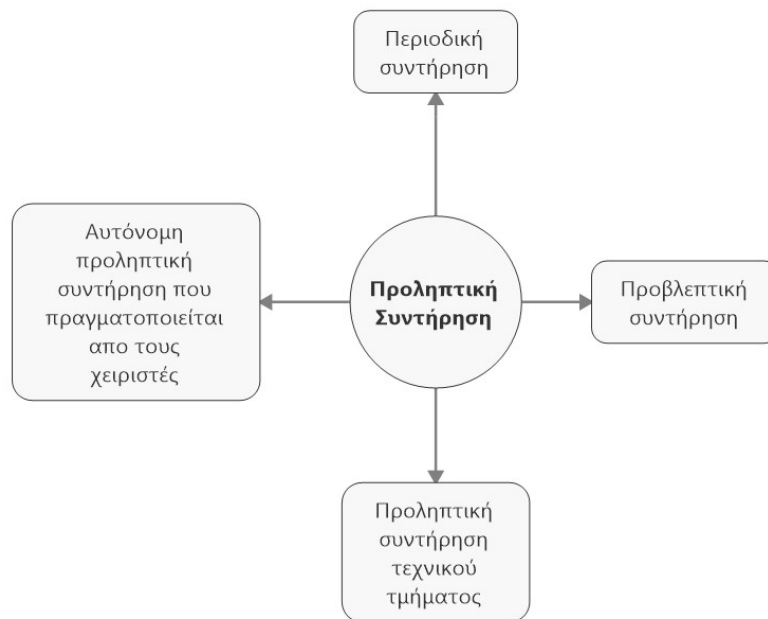 Περιοδική
συντήρηση
Αυτόνομη
προληπτική
συντήρηση που
πραγματοποιείται
απο τους
χειριστές
Προληπτική
Συντήρηση
Προβλεπτική
συντήρηση
Προληπτική
συντήρηση
τεχνικού
τμήματος